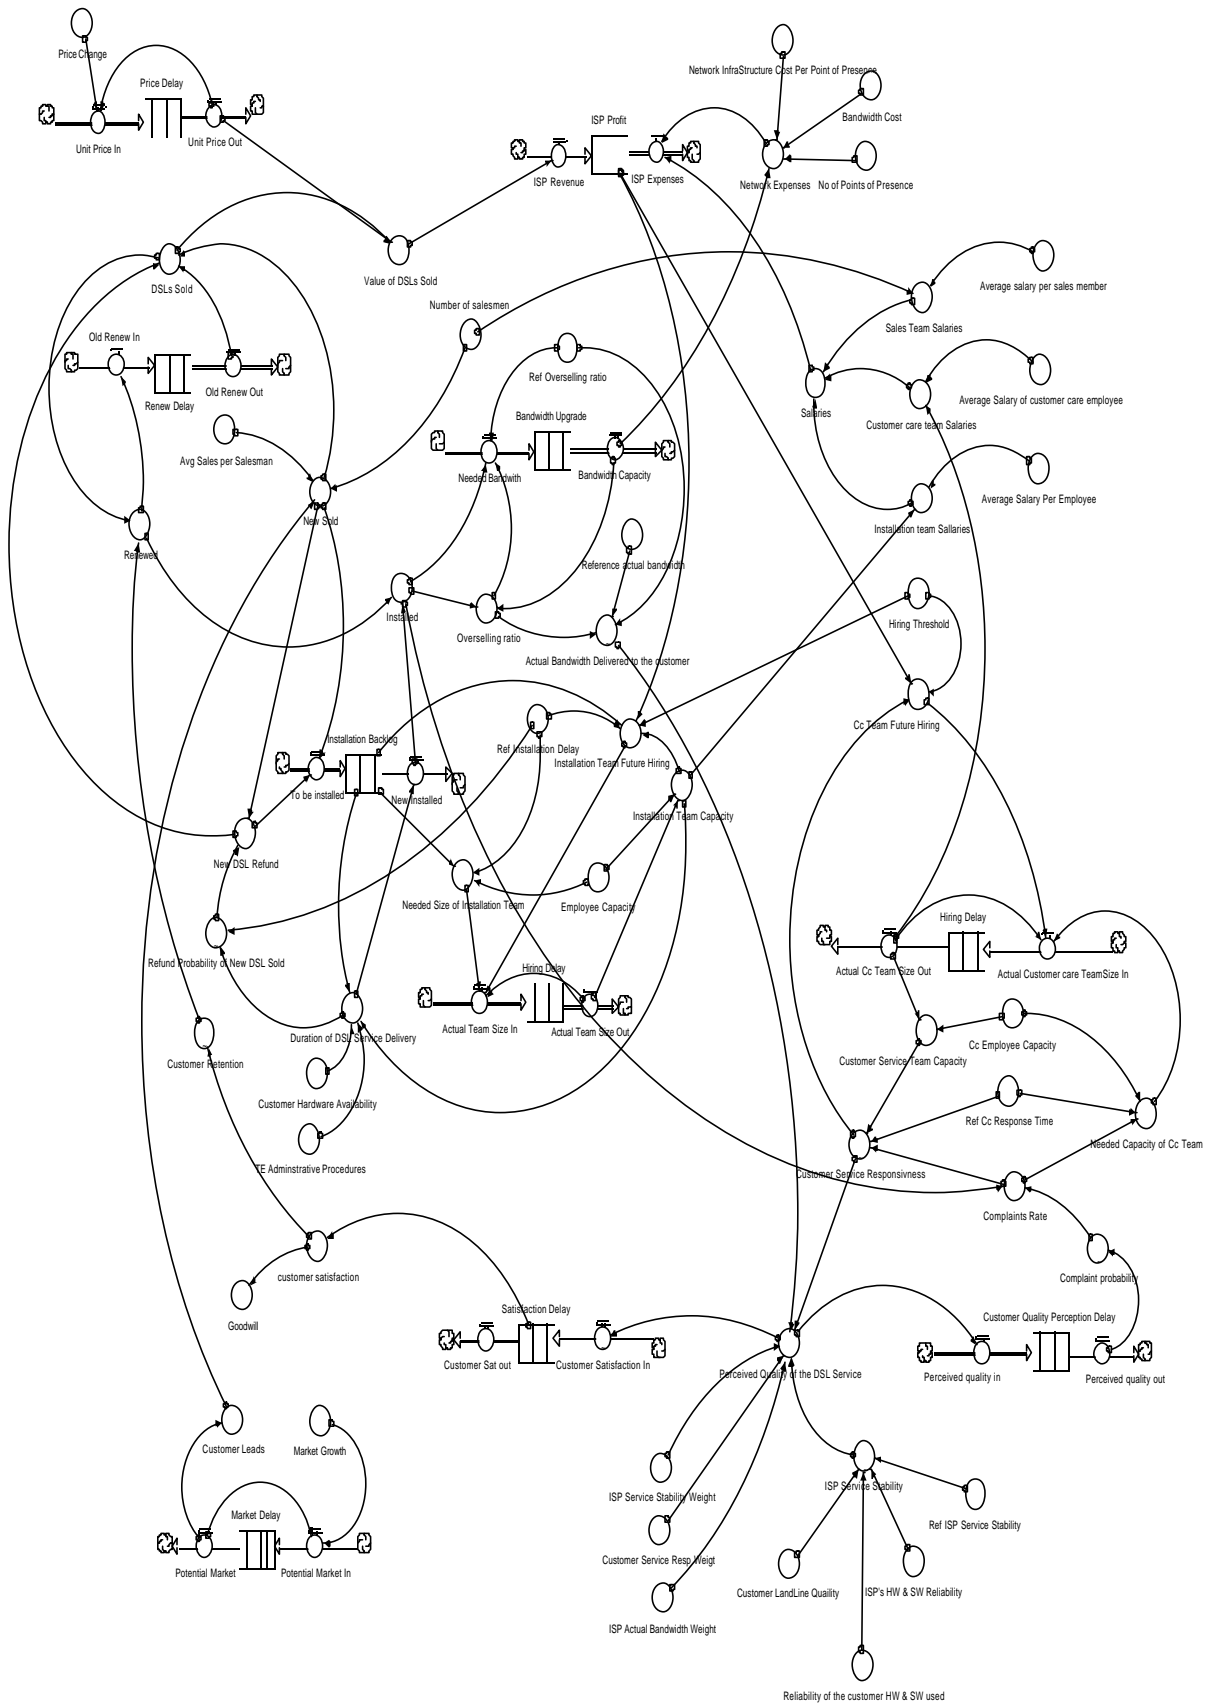 Price Change
Network InfraStructure Cost Per Point of Presence
Price Delay
Bandwidth Cost
ISP Profit
Unit Price In
Unit Price Out
ISP Revenue
ISP Expenses
Network Expenses
No of Points of Presence
DSLs Sold
Value of DSLs Sold
Average salary per sales member
Number of salesmen
Sales Team Salaries
Old Renew In
Ref Overselling ratio
Old Renew Out
Renew Delay
Average Salary of customer care employee
Salaries
Bandwidth Upgrade
Customer care team Salaries
Avg Sales per Salesman
Needed Bandwith
Bandwidth Capacity
Average Salary Per Employee
New Sold
Installation team Sallaries
Renewed
Reference actual bandwidth
Installed
Hiring Threshold
Overselling ratio
Actual Bandwidth Delivered to the customer
Cc Team Future Hiring
Installation Backlog
Ref Installation Delay
Installation Team Future Hiring
To be installed
New Installed
Installation Team Capacity
New DSL Refund
Needed Size of Installation Team
Employee Capacity
Hiring Delay
Refund Probability of New DSL Sold
Hiring Delay
Actual Cc Team Size Out
Actual Customer care TeamSize In
Actual Team Size In
Actual Team Size Out
Duration of DSL Service Delivery
Cc Employee Capacity
Customer Retention
Customer Service Team Capacity
Customer Hardware Availability
Ref Cc Response Time
Needed Capacity of Cc Team
TE Adminstrative Procedures
Customer Service Responsivness
Complaints Rate
customer satisfaction
Complaint probability
Satisfaction Delay
Customer Quality Perception Delay
Goodwill
Customer Sat out
Customer Satisfaction In
Perceived Quality of the DSL Service
Perceived quality in
Perceived quality out
Customer Leads
Market Growth
ISP Service Stability
ISP Service Stability Weight
Market Delay
Ref ISP Service Stability
Customer Service Resp Weigt
Potential Market
Potential Market In
Customer LandLine Quaility
ISP's HW & SW Reliability
ISP Actual Bandwidth Weight
Reliability of the customer HW & SW used